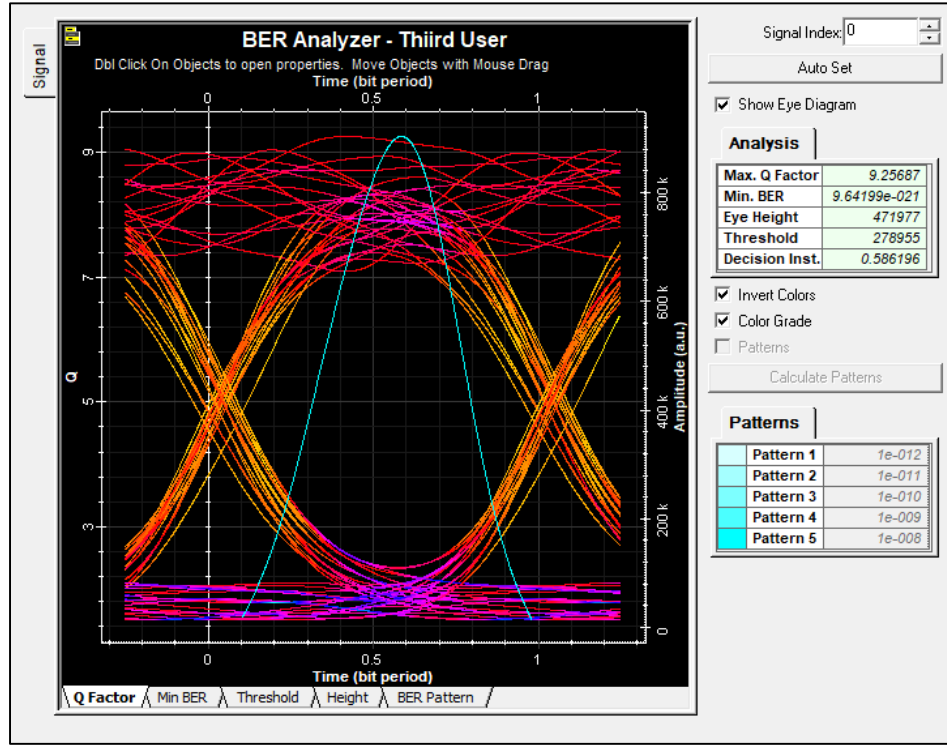 Signal
BER Analyzer - Thiird User
Dbl Click On Objects to open properties. Move Objects with Mouse Drag
Time (bit period)
0 0.5 1
Q
9
7
5
3
Amplitude (a.u.)
800 k
600 k
400 k
200 k
0
0 0.5 1
Time (bit period)
Q Factor Min BER Threshold Height BER Pattern
Signal Index: 0
Auto Set
Show Eye Diagram
Analysis
Max. Q Factor 9.25687
Min. BER 9.64199e-021
Eye Height 471977
Threshold 278955
Decision Inst. 0.586196
Invert Colors
Color Grade
Patterns
Calculate Patterns
Patterns
Pattern 1 1e-012
Pattern 2 1e-011
Pattern 3 1e-010
Pattern 4 1e-009
Pattern 5 1e-008